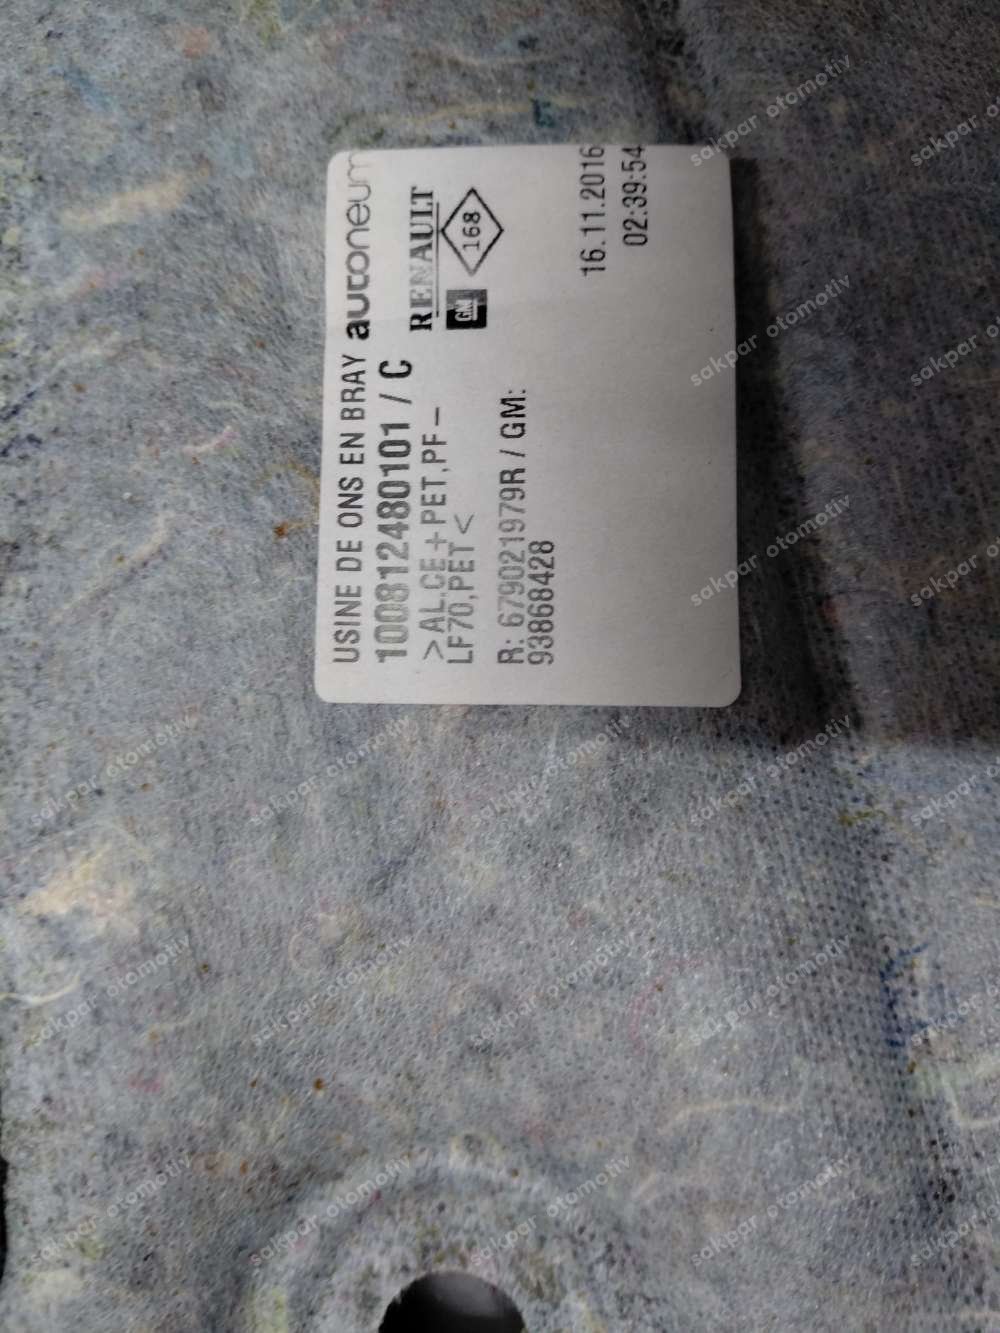 USINE DE ONS EN BRAY autoneum
100812480101 / C
RENAULT
>AL.CE+PET,PF-
LF70,PET<
GM
168
R: 679021979R / GM:
93868428
16.11.2016
02:39:54
sakpar otomotiv